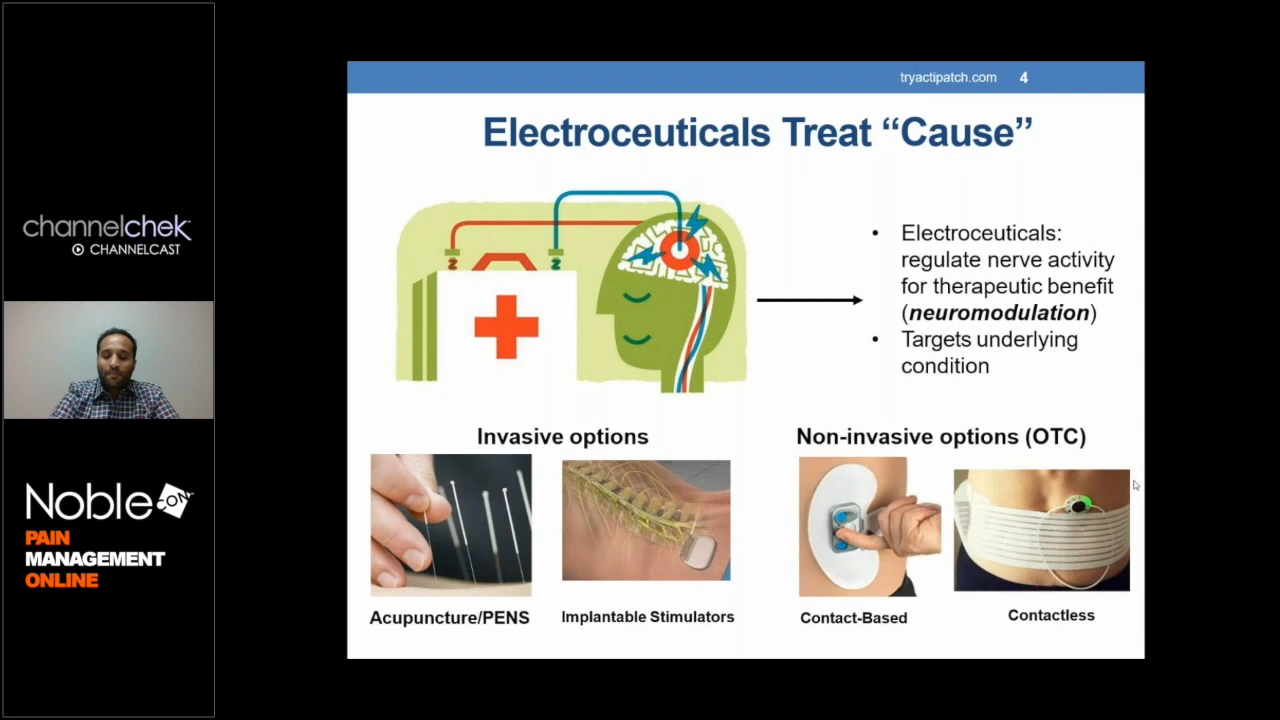 channelchek
CHANNELCAST
Noble ON
PAIN
MANAGEMENT
ONLINE
tryactipatch.com 4
Electroceuticals Treat “Cause”
• Electroceuticals:
regulate nerve activity
for therapeutic benefit
(neuromodulation)
• Targets underlying
condition
Invasive options
Non-invasive options (OTC)
Acupuncture/PENS
Implantable Stimulators
Contact-Based
Contactless